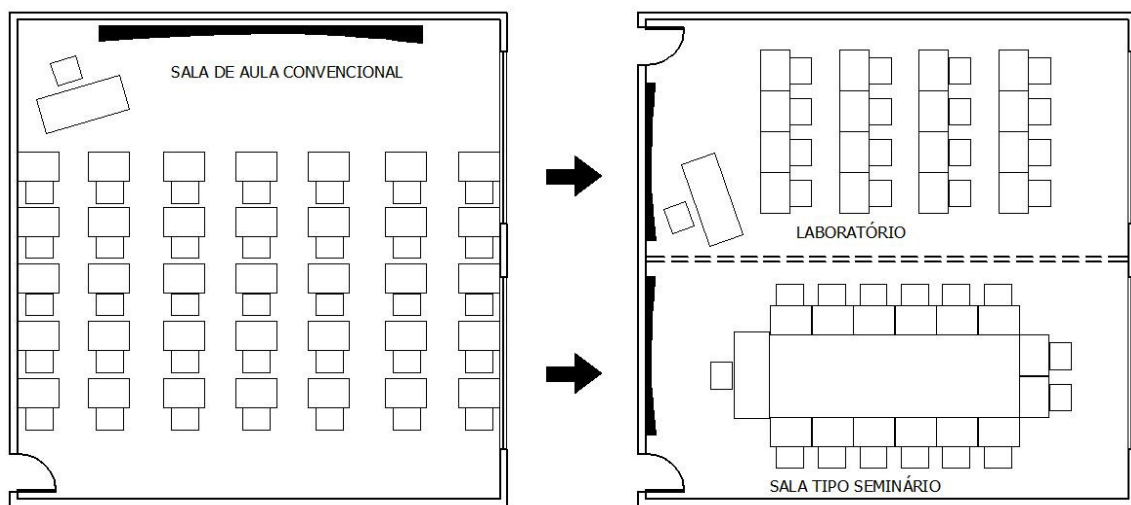 SALA DE AULA CONVENCIONAL
LABORATÓRIO
SALA TIPO SEMINÁRIO